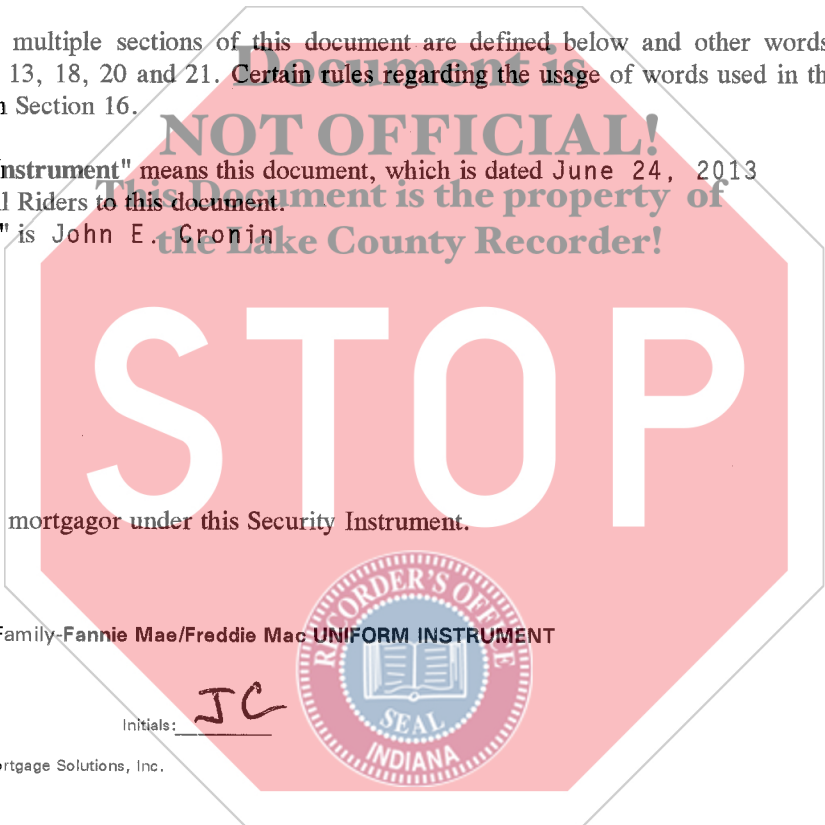 multiple sections of this document are defined below and other words
13, 18, 20 and 21. Certain rules regarding the usage of words used in th
Section 16.
Document is
NOT OFFICIAL!
nstrument" means this document, which is dated June 24, 2013
This Document is the property of
l Riders to this document.
the Lake County Recorder!
" is John E. Cronin
STOP
mortgagor under this Security Instrument.
RECORDER'S OFFICE
Family-Fannie Mae/Freddie Mac UNIFORM INSTRUMENT
SEAL
INDIANA
Initials: JC
rtgage Solutions, Inc.